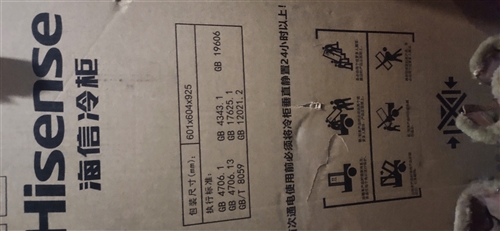 Hisense
海信冷柜
包装尺寸(mm): 601x604x925
执行标准: GB 4706.1 GB 4343.1 GB 19606
GB 4706.13 GB 17625.1
GB/T 8059 GB 12021.2
次通电使用前必须将冷柜垂直静置24小时以上!